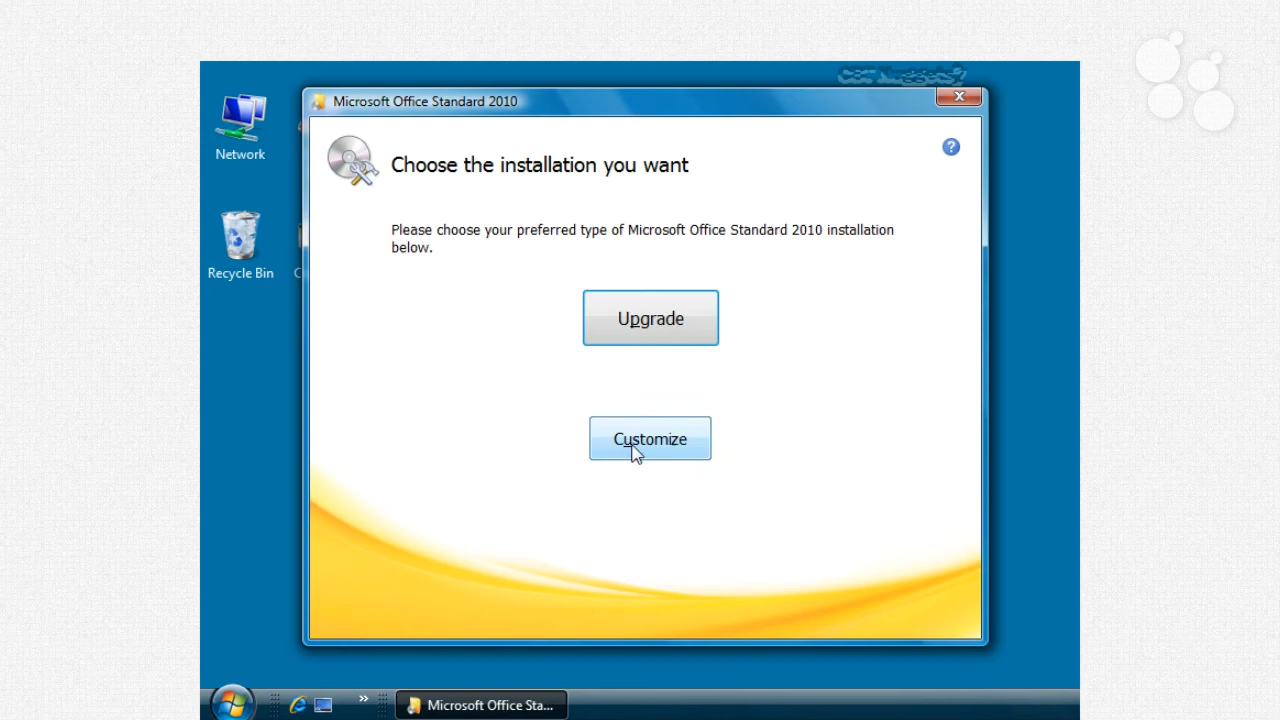 Microsoft Office Standard 2010
Network
Choose the installation you want
Please choose your preferred type of Microsoft Office Standard 2010 installation
below.
Recycle Bin
Upgrade
Customize
Microsoft Office Sta...